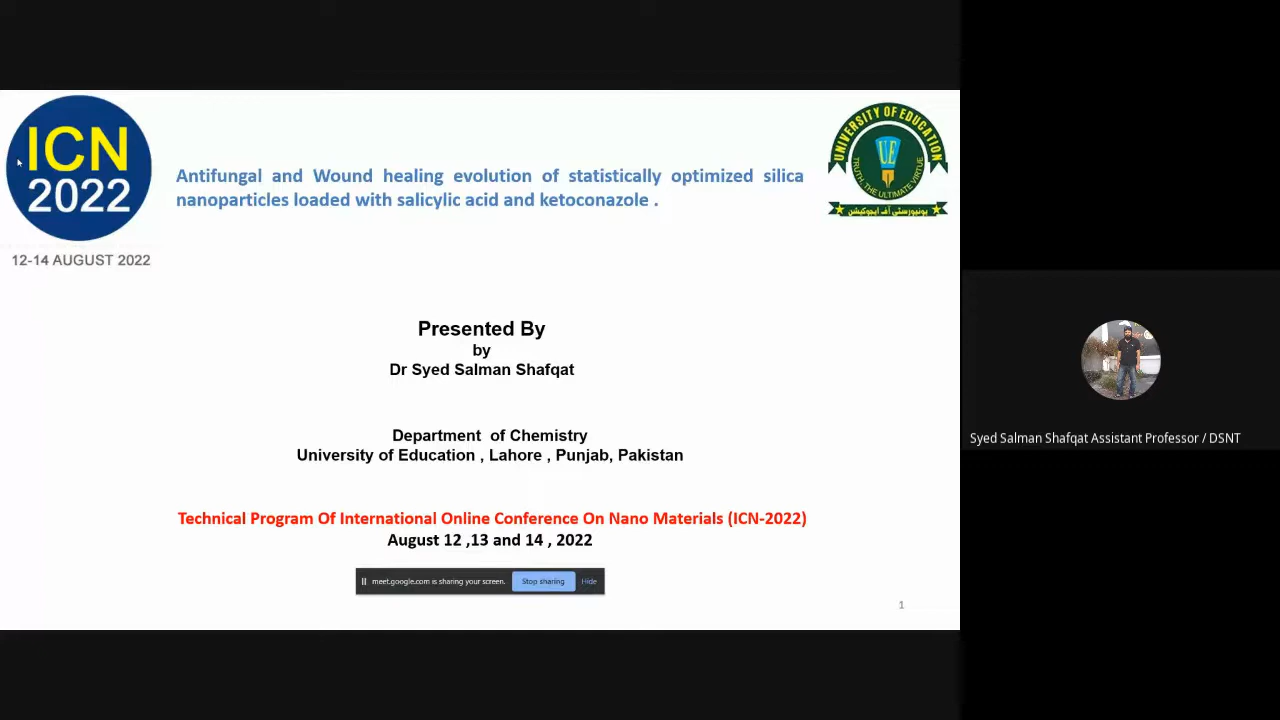 ICN
2022
12-14 AUGUST 2022
Antifungal and Wound healing evolution of statistically optimized silica
nanoparticles loaded with salicylic acid and ketoconazole .
UNIVERSITY OF EDUCATION
UE
TRUTH, THE ULTIMATE VIRTUE
یونیورسٹی آف ایجوکیشن
Presented By
by
Dr Syed Salman Shafqat
Department of Chemistry
University of Education , Lahore , Punjab, Pakistan
Technical Program Of International Online Conference On Nano Materials (ICN-2022)
August 12 ,13 and 14 , 2022
meet.google.com is sharing your screen. Stop sharing Hide
1
Syed Salman Shafqat Assistant Professor / DSNT